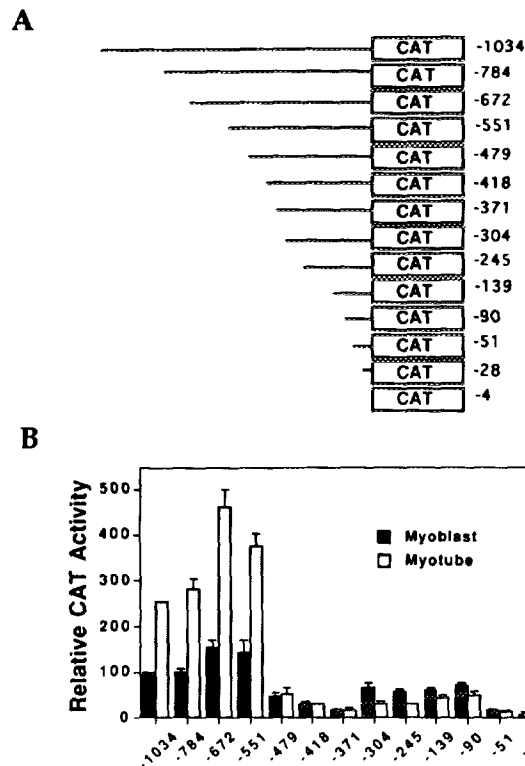 A
CAT -1034
CAT -784
CAT -672
CAT -551
CAT -479
CAT -418
CAT -371
CAT -304
CAT -245
CAT -139
CAT -90
CAT -51
CAT -28
CAT -4
B
Relative CAT Activity
500
400
300
200
100
0
Myoblast
Myotube
-1034
-784
-672
-551
-479
-418
-371
-304
-245
-139
-90
-51